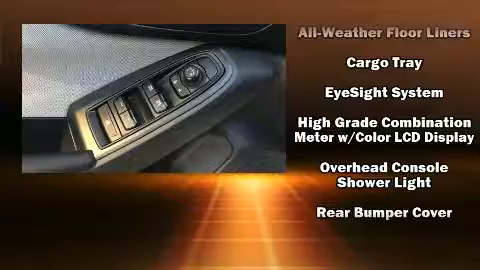 All-Weather Floor Liners
Cargo Tray
EyeSight System
High Grade Combination
Meter w/Color LCD Display
Overhead Console
Shower Light
Rear Bumper Cover